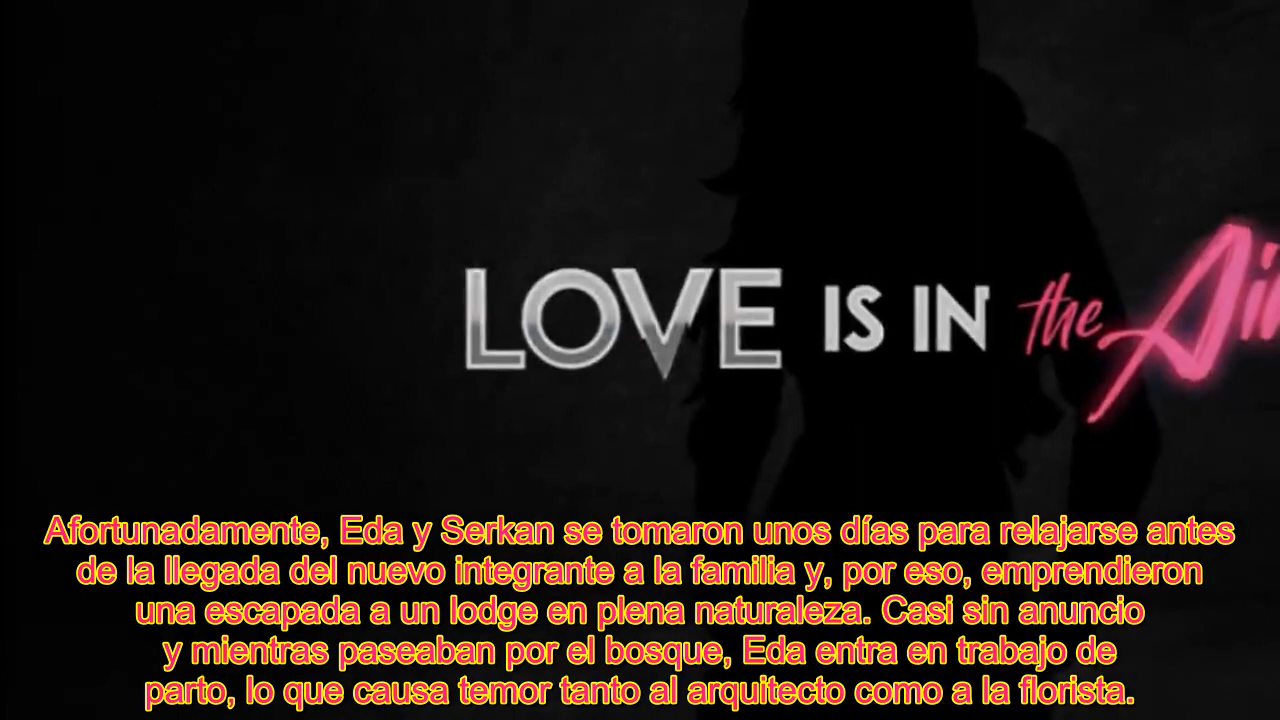 LOVE IS IN the Air
Afortunadamente, Eda y Serkan se tomaron unos días para relajarse antes
de la llegada del nuevo integrante a la familia y, por eso, emprendieron
una escapada a un lodge en plena naturaleza. Casi sin anuncio
y mientras paseaban por el bosque, Eda entra en trabajo de
parto, lo que causa temor tanto al arquitecto como a la florista.